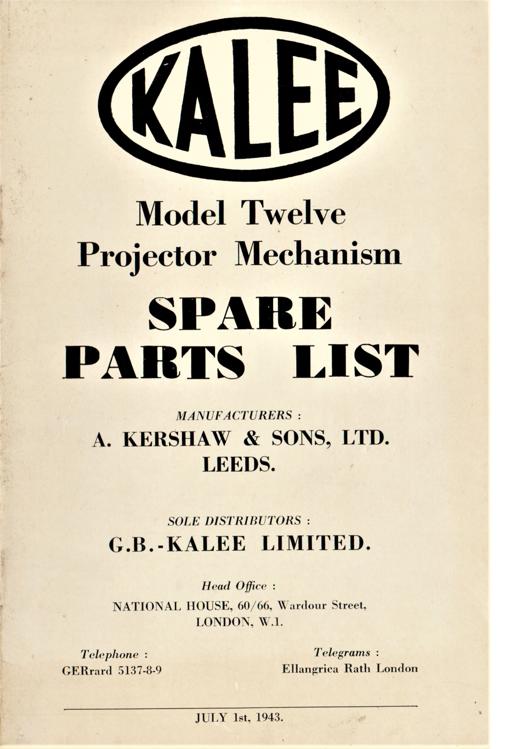 KALEE
Model Twelve
Projector Mechanism
SPARE
PARTS LIST
MANUFACTURERS :
A. KERSHAW & SONS, LTD.
LEEDS.
SOLE DISTRIBUTORS :
G.B.-KALEE LIMITED.
Head Office :
NATIONAL HOUSE, 60/66, Wardour Street,
LONDON, W.1.
Telephone :
GERrard 5137-8-9
Telegrams :
Ellangrica Rath London
JULY 1st, 1943.